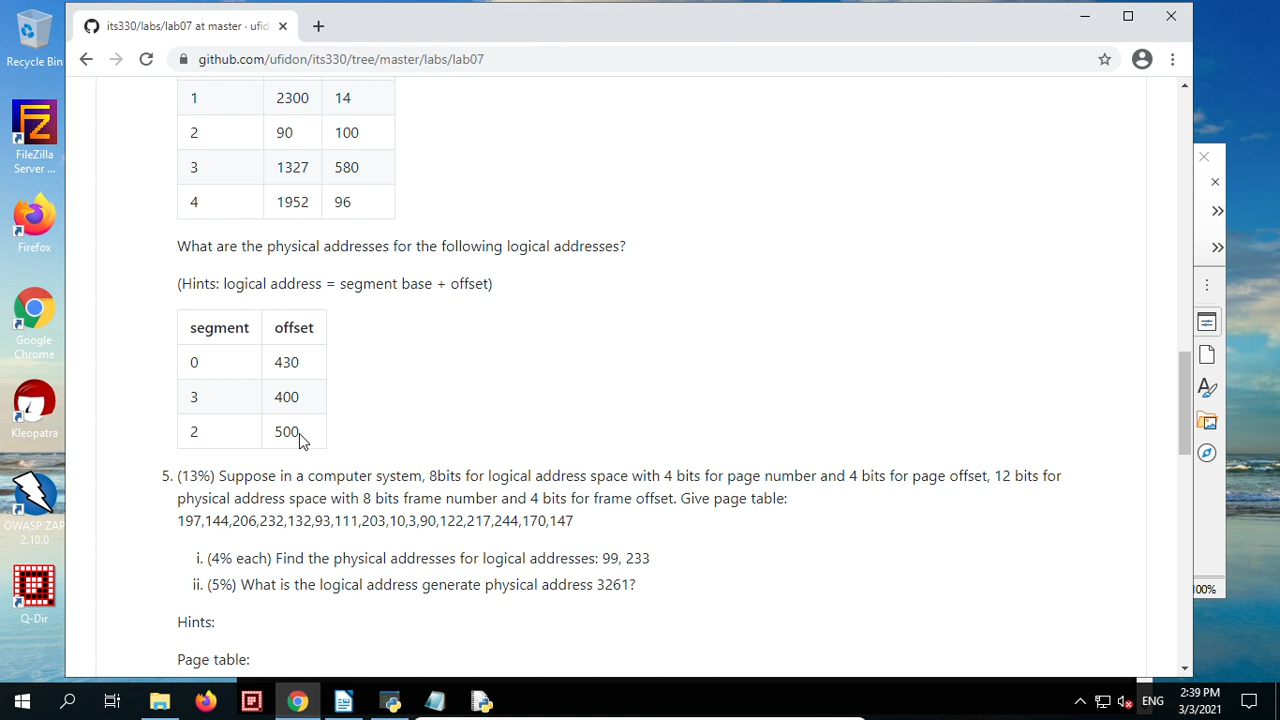 Recycle Bin
FileZilla
Server ...
Firefox
Google
Chrome
Kleopatra
OWASP ZAP
2.10.0
Q-Dir
its330/labs/lab07 at master · ufid
github.com/ufidon/its330/tree/master/labs/lab07
1 2300 14
2 90 100
3 1327 580
4 1952 96
What are the physical addresses for the following logical addresses?
(Hints: logical address = segment base + offset)
segment offset
0 430
3 400
2 500
5. (13%) Suppose in a computer system, 8bits for logical address space with 4 bits for page number and 4 bits for page offset, 12 bits for
physical address space with 8 bits frame number and 4 bits for frame offset. Give page table:
197,144,206,232,132,93,111,203,10,3,90,122,217,244,170,147
i. (4% each) Find the physical addresses for logical addresses: 99, 233
ii. (5%) What is the logical address generate physical address 3261?
Hints:
Page table:
100%
ENG
2:39 PM
3/3/2021